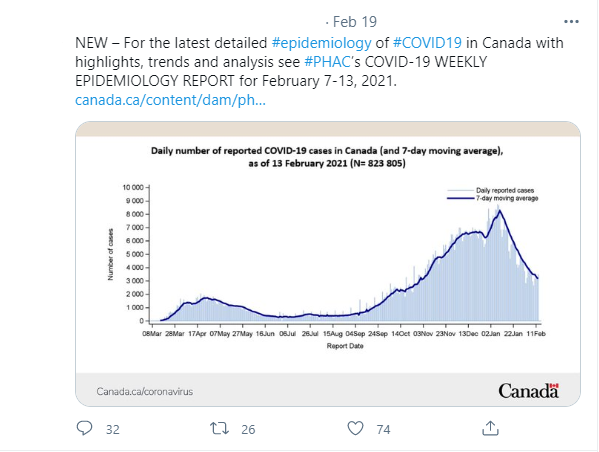 · Feb 19
NEW – For the latest detailed #epidemiology of #COVID19 in Canada with
highlights, trends and analysis see #PHAC's COVID-19 WEEKLY
EPIDEMIOLOGY REPORT for February 7-13, 2021.
canada.ca/content/dam/ph...
Daily number of reported COVID-19 cases in Canada (and 7-day moving average),
as of 13 February 2021 (N= 823 805)
Daily reported cases
7-day moving average
Number of cases
10 000
9 000
8 000
7 000
6 000
5 000
4 000
3 000
2 000
1 000
0
08Mar 28Mar 17Apr 07May 27May 16Jun 06Jul 26Jul 15Aug 04Sep 24Sep 14Oct 03Nov 23Nov 13Dec 02Jan 22Jan 11Feb
Report Date
Canada.ca/coronavirus
Canada
32 26 74